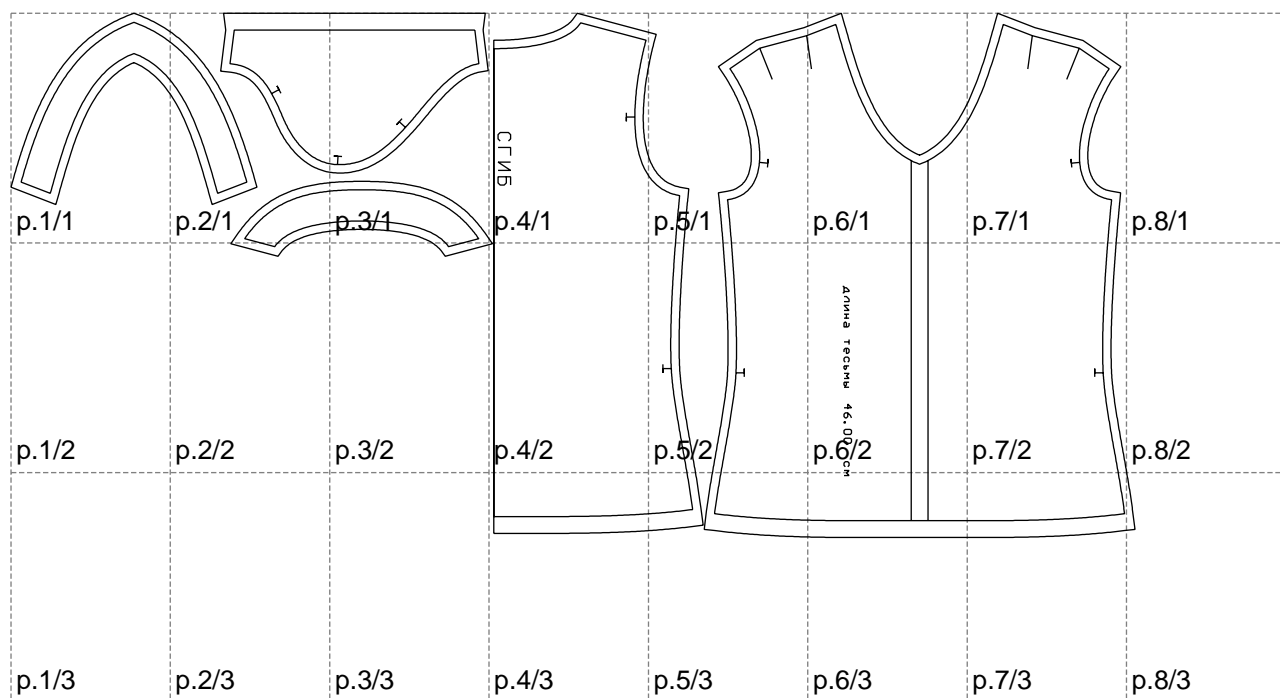 СГИБ
p.1/1 p.2/1 p.3/1 p.4/1 p.5/1 p.6/1 p.7/1 p.8/1
длина тесьмы 46.00 см
p.1/2 p.2/2 p.3/2 p.4/2 p.5/2 p.6/2 p.7/2 p.8/2
p.1/3 p.2/3 p.3/3 p.4/3 p.5/3 p.6/3 p.7/3 p.8/3